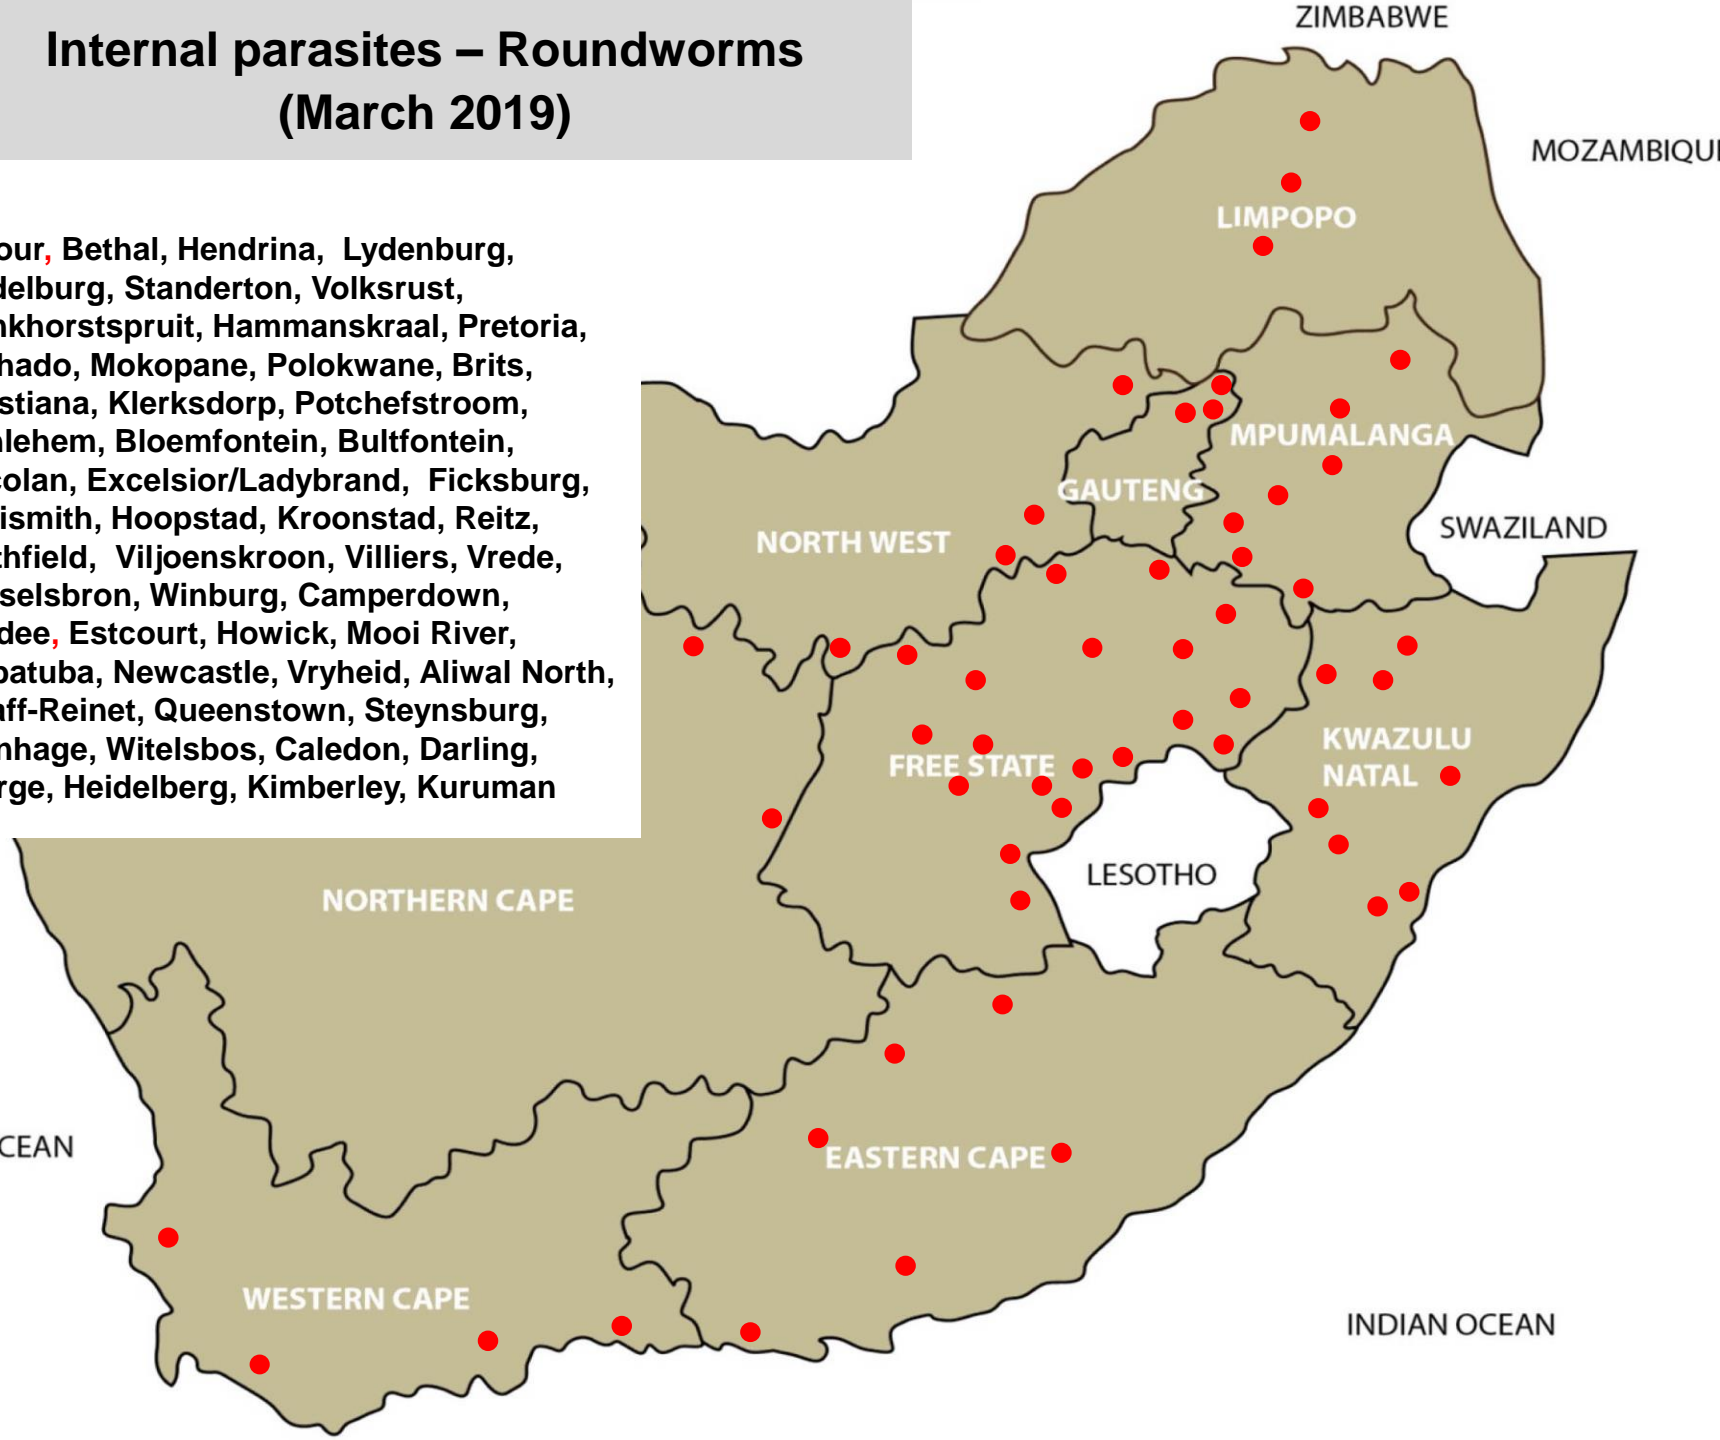 Internal parasites – Roundworms
(March 2019)
ZIMBABWE
MOZAMBIQU
LIMPOPO
our, Bethal, Hendrina, Lydenburg,
delburg, Standerton, Volksrust,
nkhorstspruit, Hammanskraal, Pretoria,
hado, Mokopane, Polokwane, Brits,
stiana, Klerksdorp, Potchefstroom,
hlehem, Bloemfontein, Bultfontein,
colan, Excelsior/Ladybrand, Ficksburg,
ismith, Hoopstad, Kroonstad, Reitz,
thfield, Viljoenskroon, Villiers, Vrede,
selsbron, Winburg, Camperdown,
dee, Estcourt, Howick, Mooi River,
batuba, Newcastle, Vryheid, Aliwal North,
aff-Reinet, Queenstown, Steynsburg,
nhage, Witelsbos, Caledon, Darling,
rge, Heidelberg, Kimberley, Kuruman
MPUMALANGA
GAUTENG
SWAZILAND
NORTH WEST
KWAZULU
NATAL
FREE STATE
LESOTHO
NORTHERN CAPE
CEAN
EASTERN CAPE
WESTERN CAPE
INDIAN OCEAN